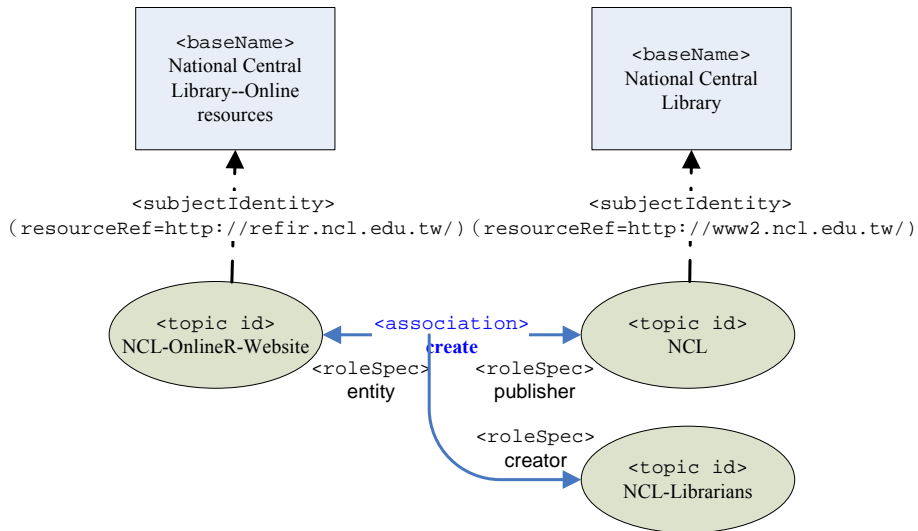 <baseName>
National Central
Library--Online
resources
<baseName>
National Central
Library
<subjectIdentity>
(resourceRef=http://refir.ncl.edu.tw/)
<subjectIdentity>
(resourceRef=http://www2.ncl.edu.tw/)
<topic id>
NCL-OnlineR-Website
<association>
create
<topic id>
NCL
<roleSpec>
entity
<roleSpec>
publisher
<roleSpec>
creator
<topic id>
NCL-Librarians